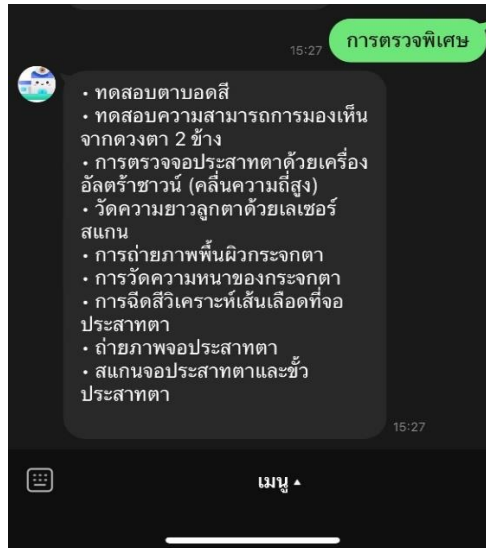 การตรวจพิเศษ
15:27
• ทดสอบตาบอดสี
• ทดสอบความสามารถการมองเห็น
จากดวงตา 2 ข้าง
• การตรวจจอประสาทตาด้วยเครื่อง
อัลตร้าซาวน์ (คลื่นความถี่สูง)
• วัดความยาวลูกตาด้วยเลเซอร์
สแกน
• การถ่ายภาพพื้นผิวกระจกตา
• การวัดความหนาของกระจกตา
• การฉีดสีวิเคราะห์เส้นเลือดที่จอ
ประสาทตา
• ถ่ายภาพจอประสาทตา
• สแกนจอประสาทตาและขั้ว
ประสาทตา
15:27
เมนู ▴